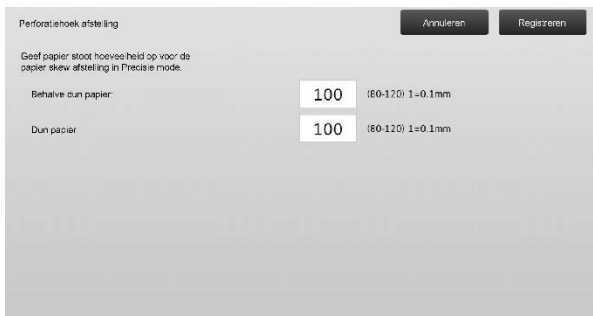 Perforatiehoek afstelling
Annuleren
Registreren
Geef papier stoot hoeveelheid op voor de
papier skew afstelling in Precisie mode.
Behalve dun papier:
100
(80-120) 1=0.1mm
Dun papier
100
(80-120) 1=0.1mm